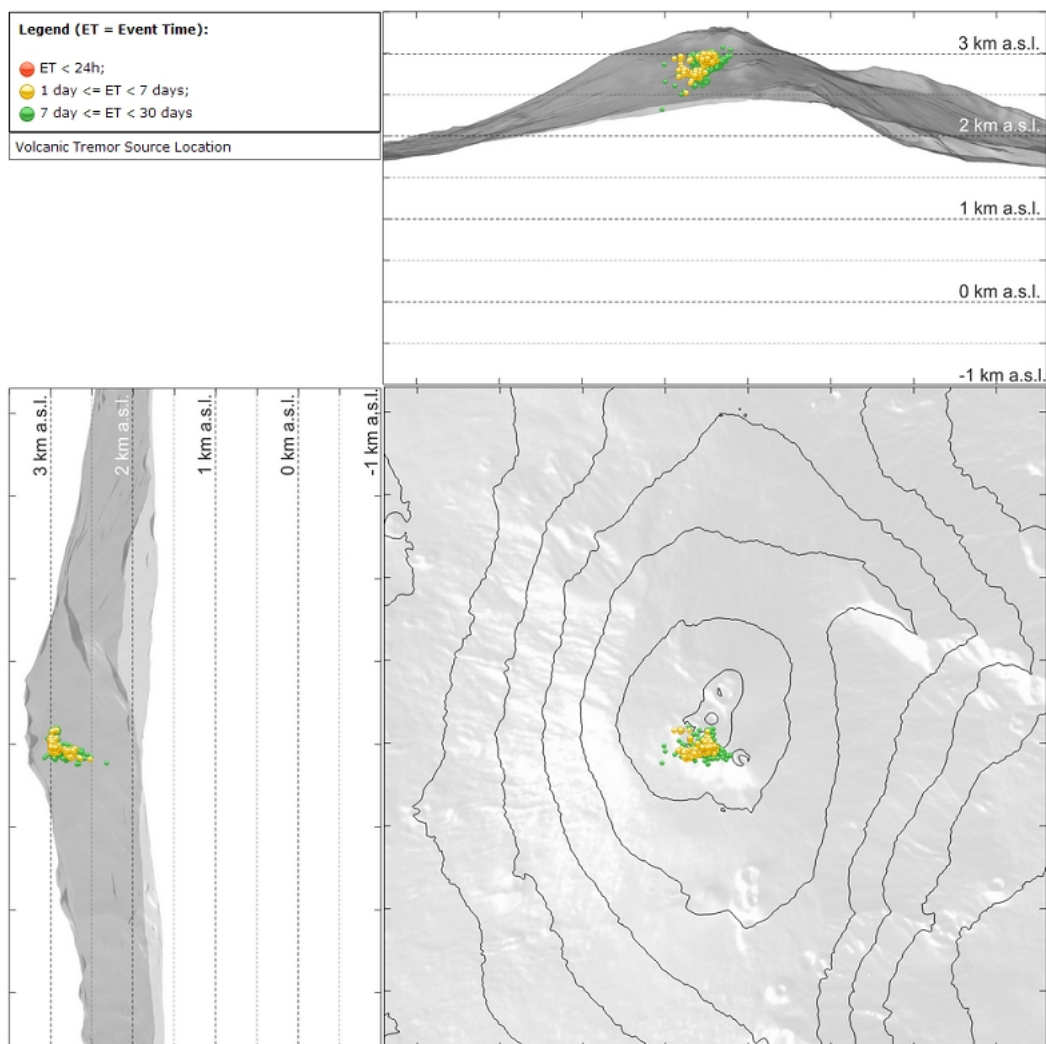 Legend (ET = Event Time):
ET < 24h;
1 day <= ET < 7 days;
7 day <= ET < 30 days
Volcanic Tremor Source Location
3 km a.s.l.
2 km a.s.l.
1 km a.s.l.
0 km a.s.l.
-1 km a.s.l.
3 km a.s.l.
2 km a.s.l.
1 km a.s.l.
0 km a.s.l.
-1 km a.s.l.